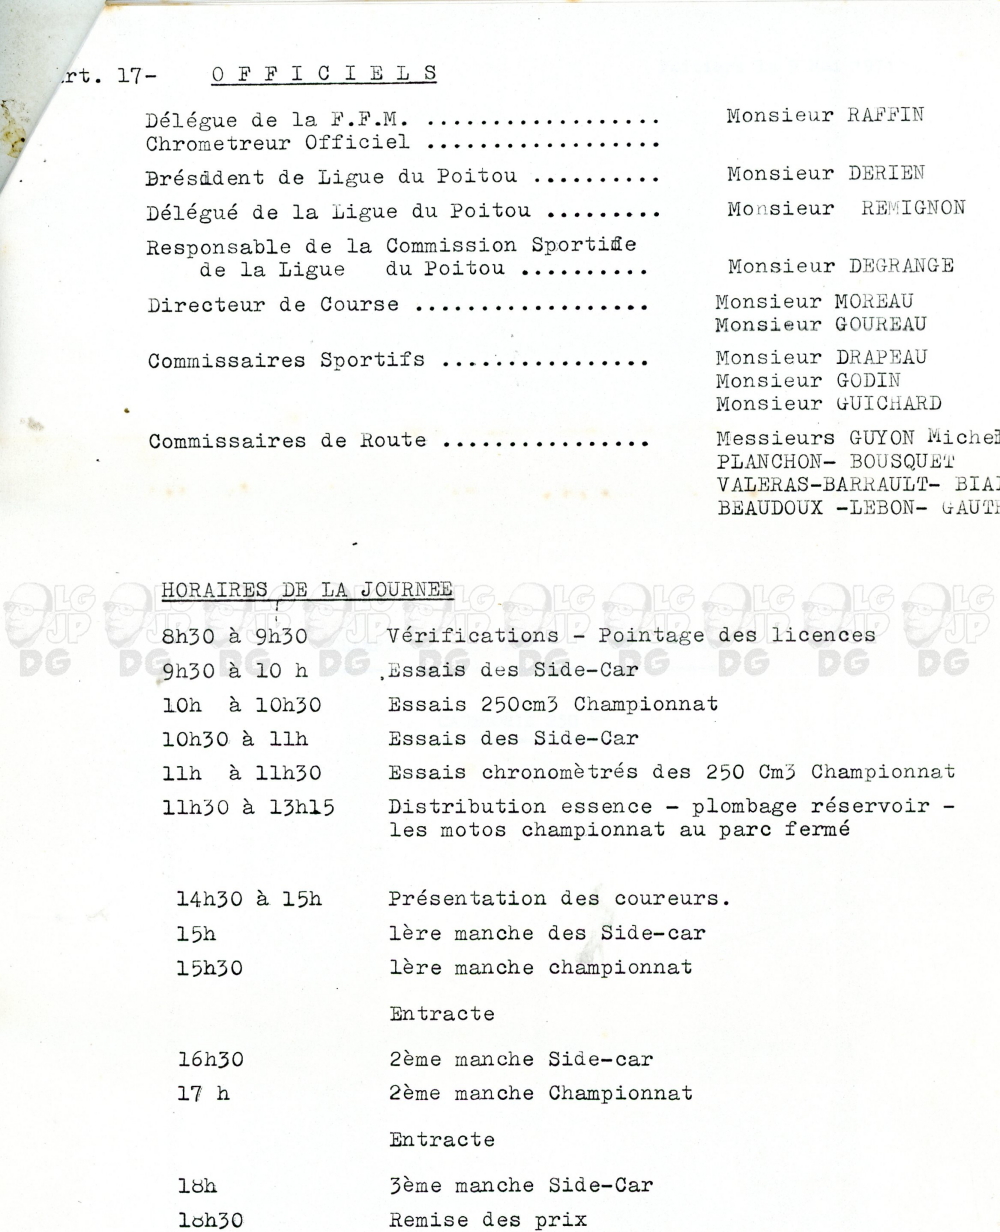 Art. 17- O F F I C I E L S
Délégue de la F.F.M. .................. Monsieur RAFFIN
Chrometreur Officiel ..................
Présdident de Ligue du Poitou .......... Monsieur DERIEN
Délégué de la Ligue du Poitou ......... Monsieur REMIGNON
Responsable de la Commission Sportive
de la Ligue du Poitou .......... Monsieur DEGRANGE
Directeur de Course .................. Monsieur MOREAU
Monsieur GOUREAU
Commissaires Sportifs ................ Monsieur DRAPEAU
Monsieur GODIN
Monsieur GUICHARD
Commissaires de Route ................ Messieurs GUYON Michel
PLANCHON- BOUSQUET
VALERAS-BARRAULT-
BEAUDOUX -LEBON-
HORAIRES DE LA JOURNEE
8h30 à 9h30 Vérifications - Pointage des licences
9h30 à 10 h Essais des Side-Car
10h à 10h30 Essais 250cm3 Championnat
10h30 à 11h Essais des Side-Car
11h à 11h30 Essais chronomètrés des 250 Cm3 Championnat
11h30 à 13h15 Distribution essence - plombage réservoir -
les motos championnat au parc fermé
14h30 à 15h Présentation des coureurs.
15h 1ère manche des Side-car
15h30 1ère manche championnat
Entracte
16h30 2ème manche Side-car
17 h 2ème manche Championnat
Entracte
18h 3ème manche Side-Car
18h30 Remise des prix